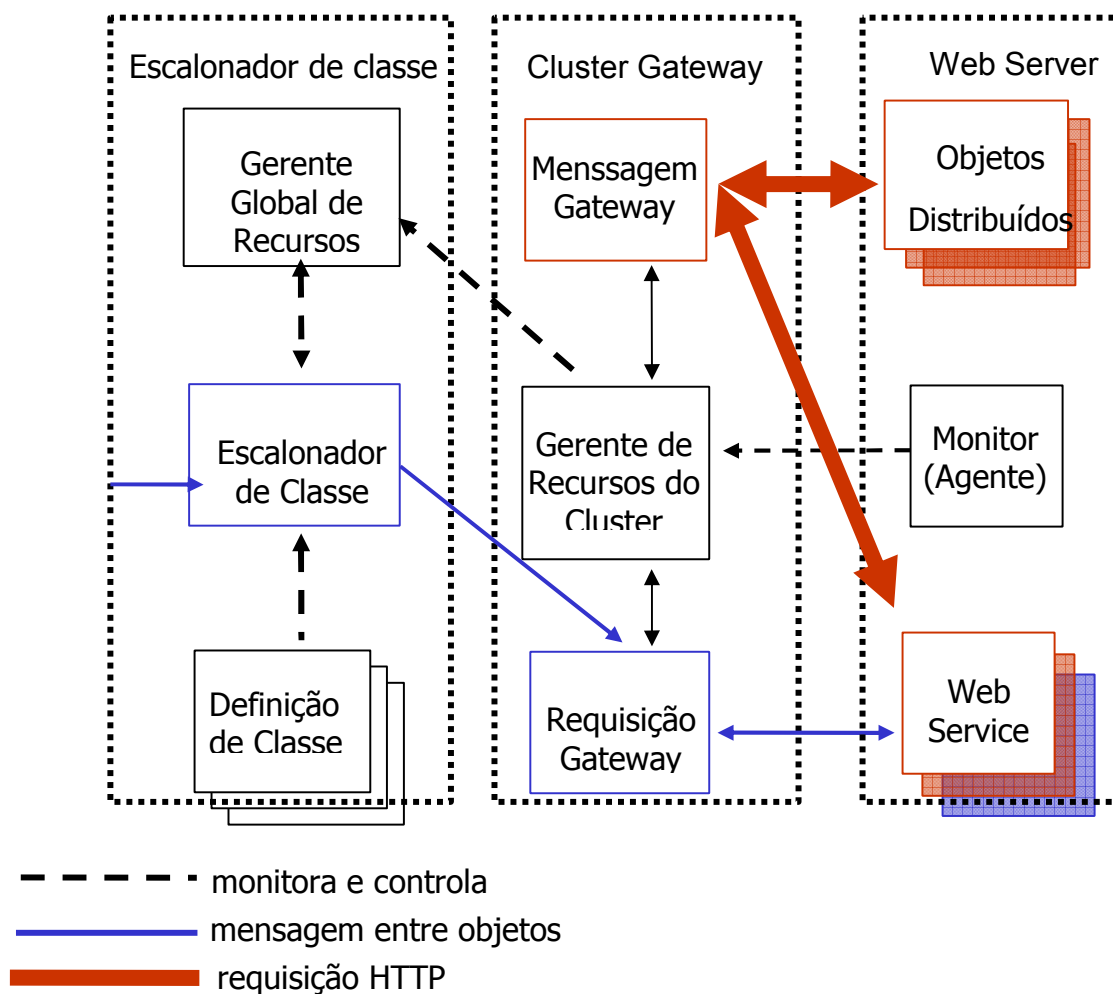 Escalonador de classe
Gerente
Global de
Recursos
Escalonador
de Classe
Definição
de Classe
Cluster Gateway
Menssagem
Gateway
Gerente de
Recursos do
Cluster
Requisição
Gateway
Web Server
Objetos
Distribuídos
Monitor
(Agente)
Web
Service
monitora e controla
mensagem entre objetos
requisição HTTP